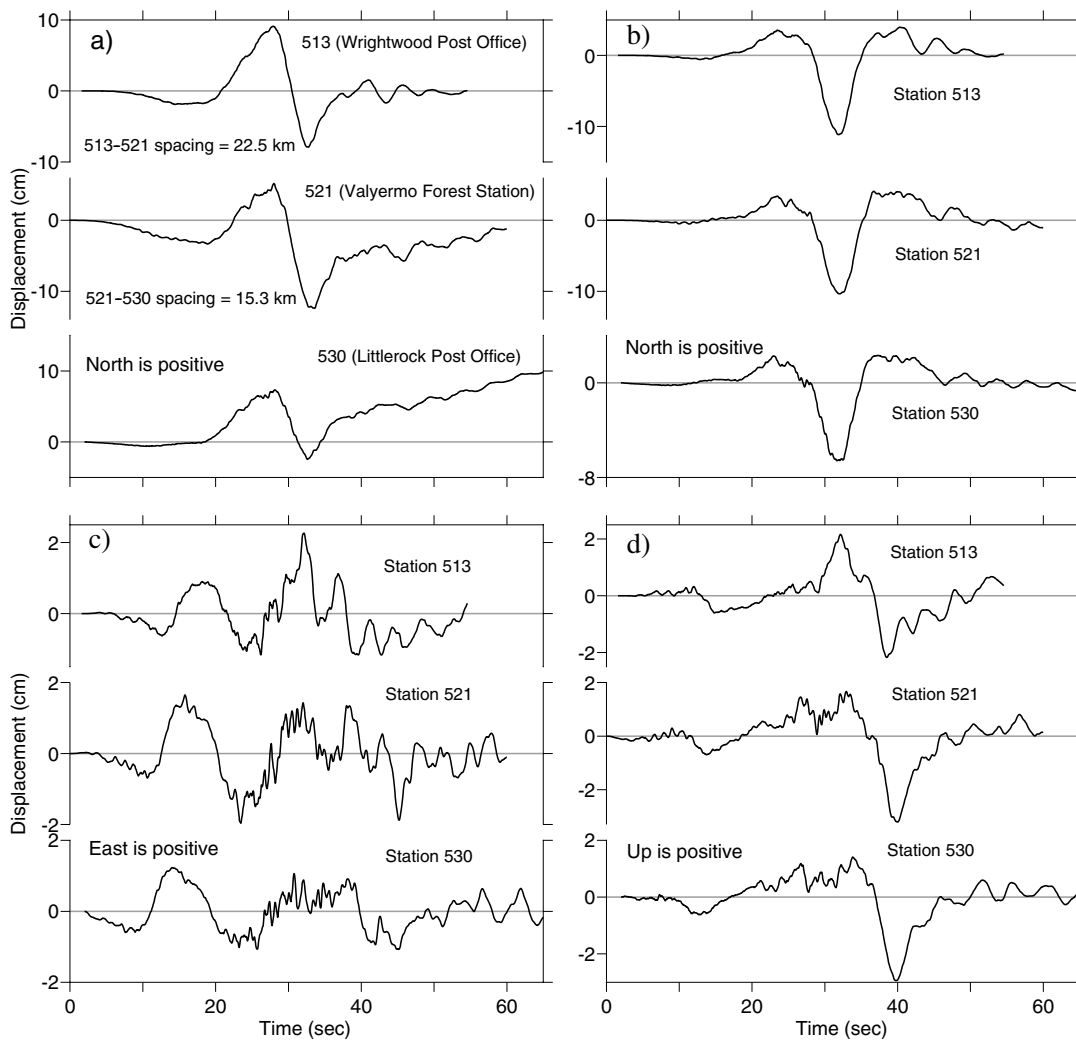 a)
513 (Wrightwood Post Office)
513-521 spacing = 22.5 km
10
0
-10
521 (Valyermo Forest Station)
521-530 spacing = 15.3 km
0
-10
Displacement (cm)
North is positive
530 (Littlerock Post Office)
10
0
b)
Station 513
0
-10
Station 521
0
-10
North is positive
Station 530
0
-8
c)
Station 513
2
0
Station 521
2
0
-2
Displacement (cm)
East is positive
Station 530
2
0
-2
0
20
40
60
Time (sec)
d)
Station 513
2
0
-2
Station 521
2
0
-2
Up is positive
Station 530
2
0
-2
0
20
40
60
Time (sec)